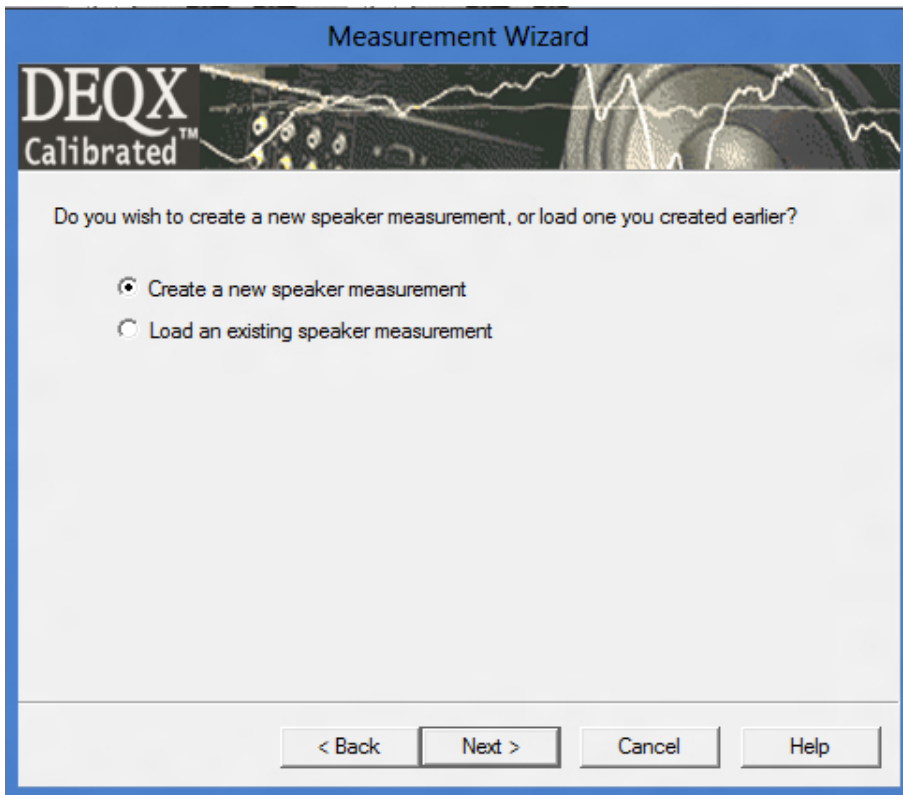 Measurement Wizard
DEQX
Calibrated™
Do you wish to create a new speaker measurement, or load one you created earlier?
Create a new speaker measurement
Load an existing speaker measurement
< Back Next > Cancel Help